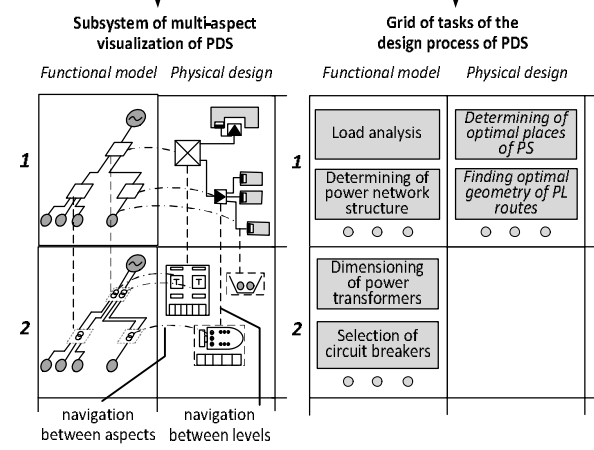 Subsystem of multi-aspect
visualization of PDS
Functional model
Physical design
1
2
T
T
navigation
between aspects
navigation
between levels
Grid of tasks of the
design process of PDS
Functional model
Physical design
1
Load analysis
Determining of
power network
structure
Determining of
optimal places
of PS
Finding optimal
geometry of PL
routes
2
Dimensioning
of power
transformers
Selection of
circuit breakers